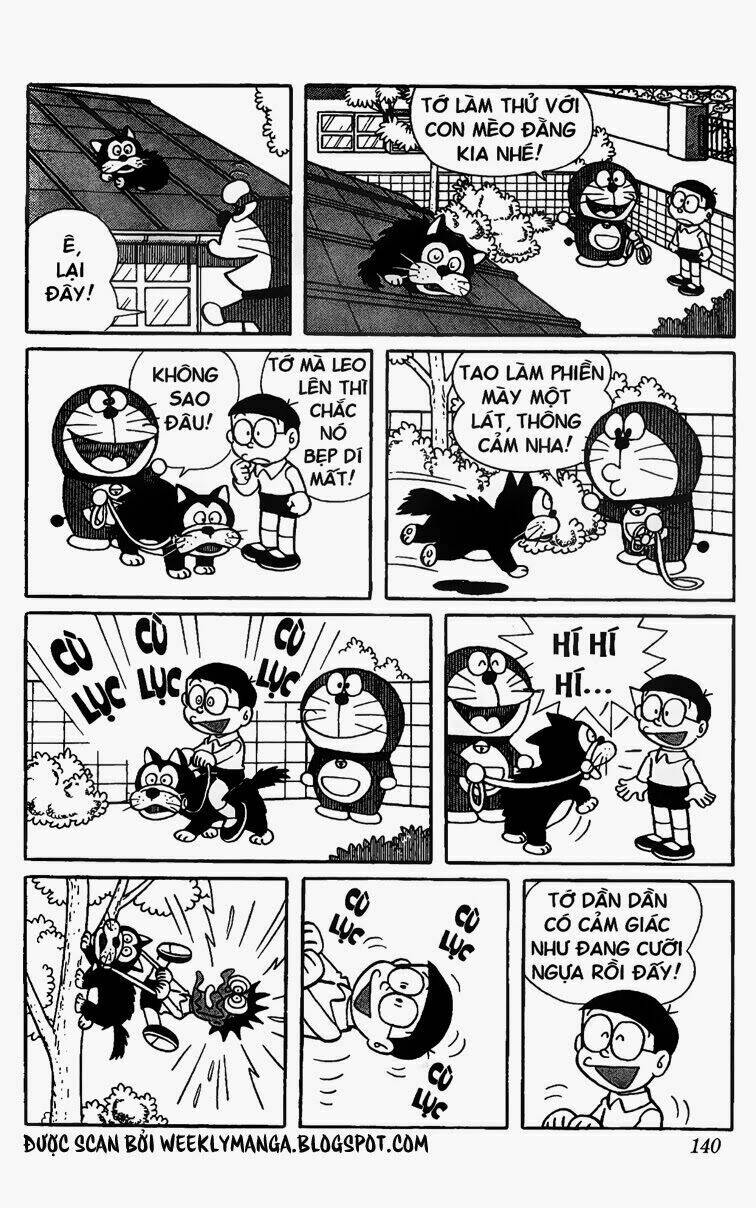 TỚ LÀM THỬ VỚI
CON MÈO ĐẰNG
KIA NHÉ!
Ê,
LẠI
ĐÂY!
TAO LÀM PHIỀN
MÀY MỘT
LÁT, THÔNG
CẢM NHA!
TỚ MÀ LEO
LÊN THÌ
CHẮC
NÓ
BẸP DÍ
MẤT!
KHÔNG
SAO
ĐÂU!
HÍ HÍ
HÍ...
CÙ
LỤC
CÙ
LỤC
CÙ
LỤC
TỚ DẦN DẦN
CÓ CẢM GIÁC
NHƯ ĐANG CƯỠI
NGỰA RỒI ĐẤY!
CÙ
LỤC
CÙ
LỤC
CÙ
LỤC
ĐƯỢC SCAN BỞI WEEKLYMANGA.BLOGSPOT.COM
140